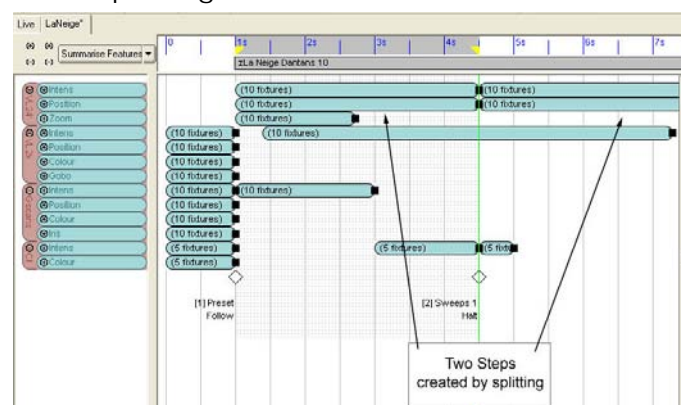 Live LaNeige*
Summarise Features
0 1s 2s 3s 4s 5s 6s 7s
ΣLa Neige Dantans 10
Intens (10 fixtures) (10 fixtures)
Position (10 fixtures) (10 fixtures)
Zoom (10 fixtures)
Intens (10 fixtures) (10 fixtures)
Position (10 fixtures)
Colour (10 fixtures)
Gobo (10 fixtures)
Intens (10 fixtures) (10 fixtures)
Position (10 fixtures)
Colour (10 fixtures)
Iris (10 fixtures)
Intens (5 fixtures) (5 fixtures) (5 fixtu
Colour (5 fixtures)
[1] Preset [2] Sweeps 1
Follow Halt
Two Steps
created by splitting